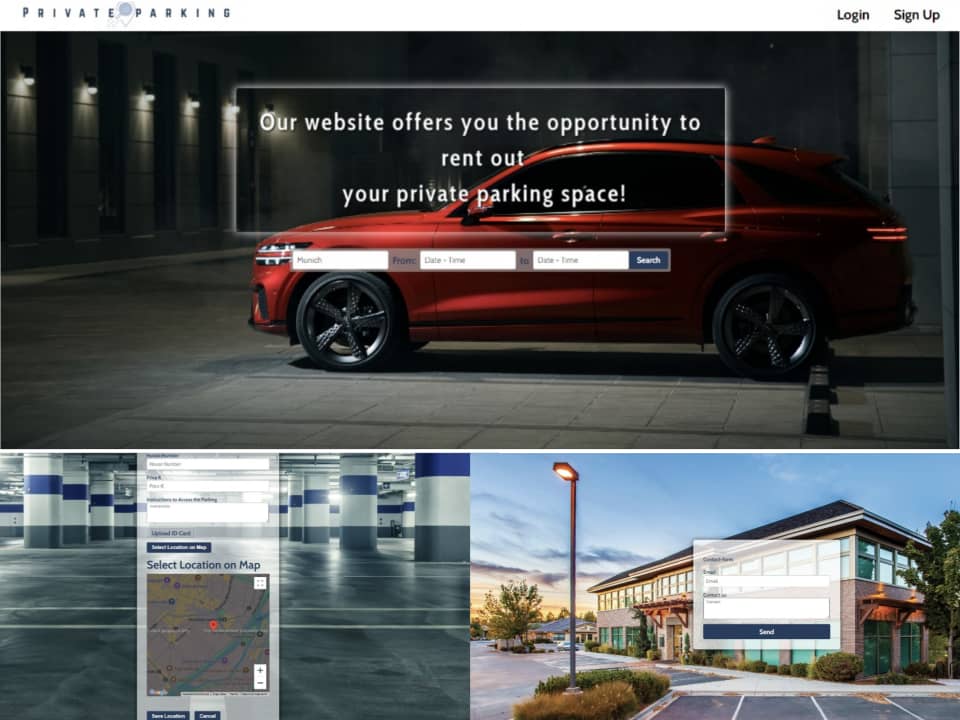 PRIVATE PARKING
Login
Sign Up
Our website offers you the opportunity to
rent out
your private parking space!
Munich
From:
Date - Time
to
Date - Time
Search
House Number
House Number
Price €
Price €
Instructions to Access the Parking
Upload ID Card
Select Location on Map
Select Location on Map
Google
+
−
Save Location
Cancel
Contact-form
Email
Email
Contact us
Send